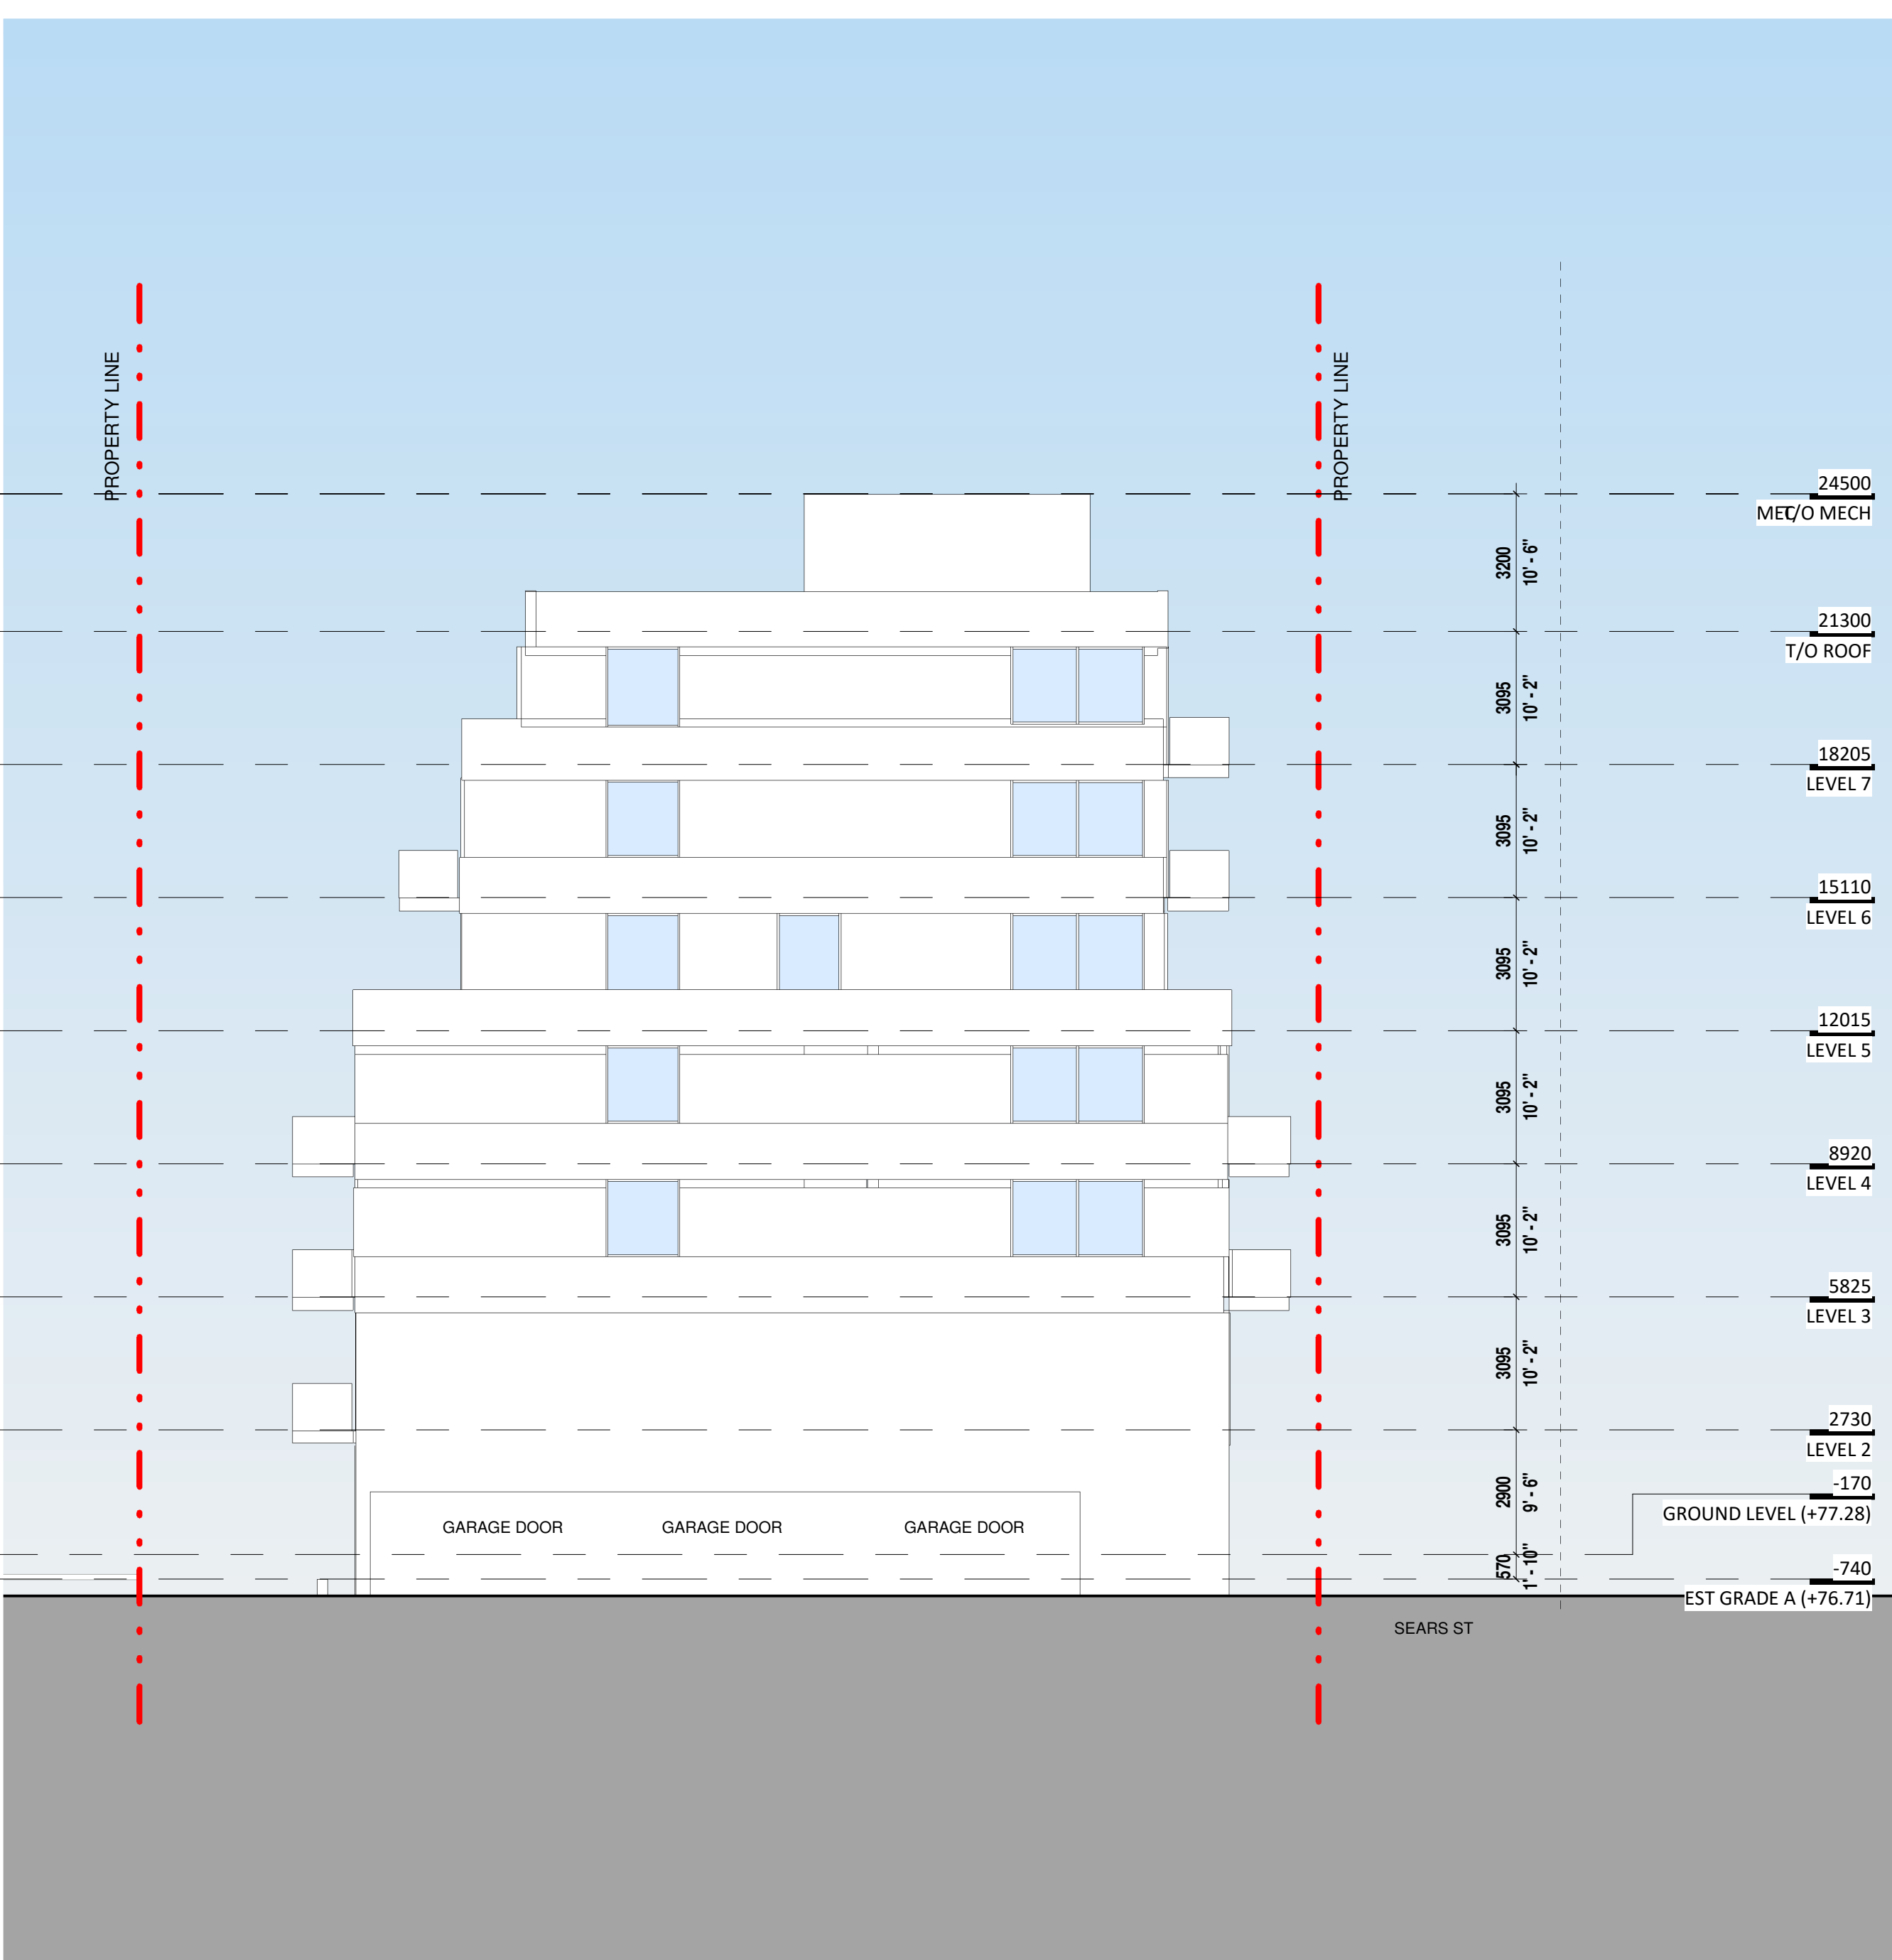 PROPERTY LINE
PROPERTY LINE
24500
T/O MECH
3200
10' - 6"
21300
T/O ROOF
3095
10' - 2"
18205
LEVEL 7
3095
10' - 2"
15110
LEVEL 6
3095
10' - 2"
12015
LEVEL 5
3095
10' - 2"
8920
LEVEL 4
3095
10' - 2"
5825
LEVEL 3
3095
10' - 2"
2730
LEVEL 2
2900
9' - 6"
-170
GROUND LEVEL (+77.28)
GARAGE DOOR GARAGE DOOR GARAGE DOOR
570
1' - 10"
-740
EST GRADE A (+76.71)
SEARS ST